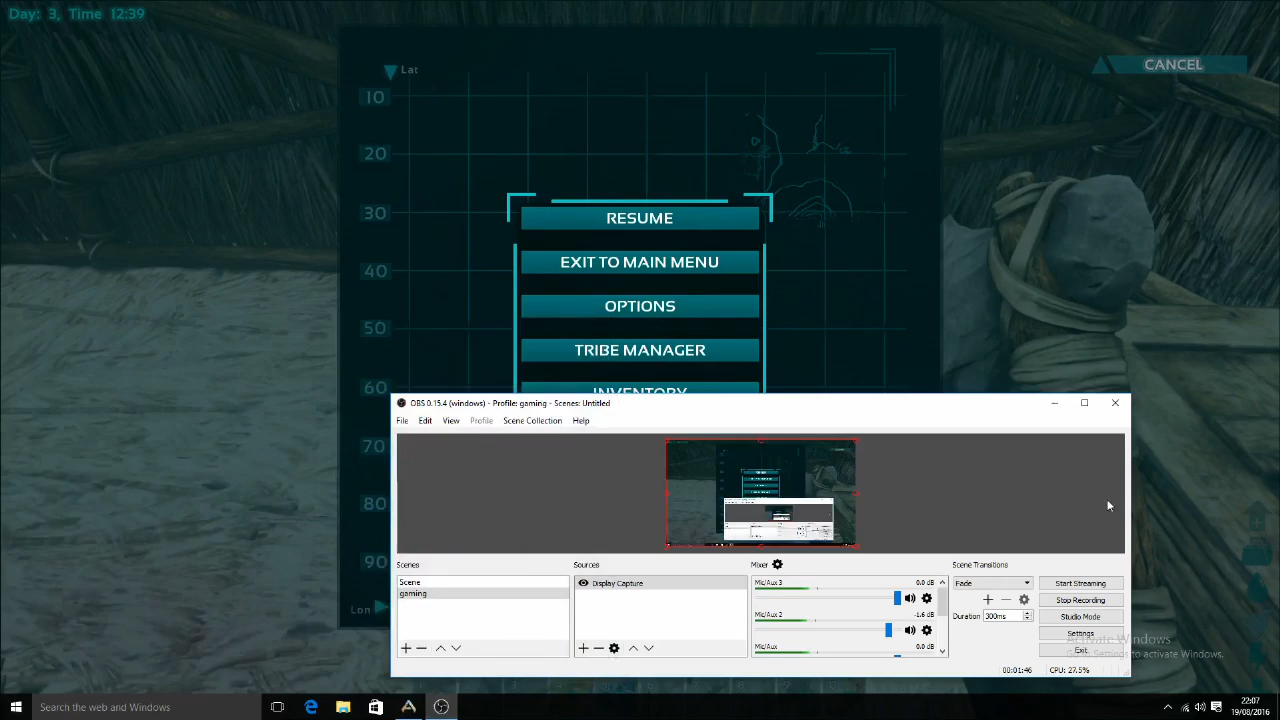 Day: 3, Time 12:39
Lat
CANCEL
10
20
30
40
50
60
70
80
90
Lon
RESUME
EXIT TO MAIN MENU
OPTIONS
TRIBE MANAGER
INVENTORY
OBS 0.15.4 (windows) - Profile: gaming - Scenes: Untitled
File Edit View Profile Scene Collection Help
Scenes Sources Mixer Scene Transitions
Scene
gaming
Display Capture
Mic/Aux 3 0.0 dB
Mic/Aux 2 -1.6 dB
Mic/Aux 0.0 dB
Fade
Duration 300ms
Start Streaming
Stop Recording
Studio Mode
Settings
Exit
Activate Windows
Settings to activate Windows.
00:01:46 CPU: 27.5%
Search the web and Windows
22:07
19/08/2016